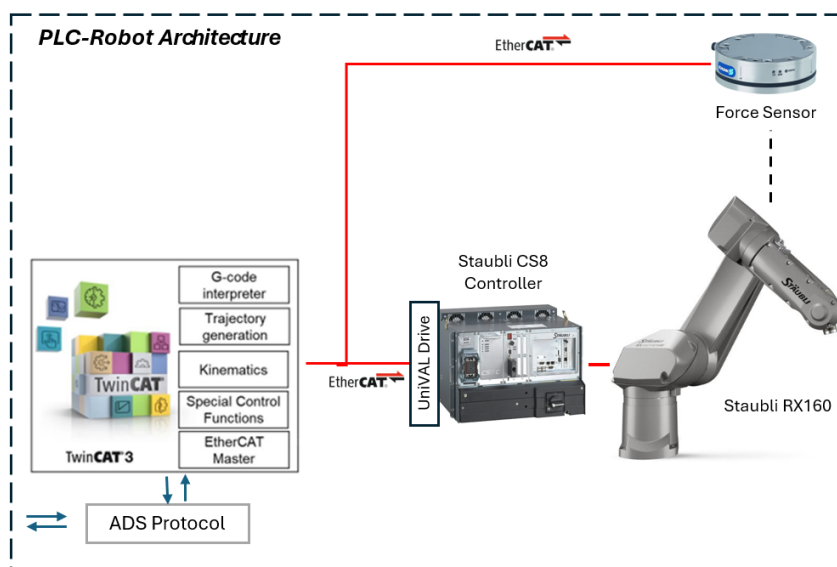 PLC-Robot Architecture
EtherCAT
Force Sensor
Staubli CS8
Controller
G-code
interpreter
Trajectory
generation
Kinematics
Special Control
Functions
EtherCAT
Master
TwinCAT
TwinCAT 3
EtherCAT
UniVAL Drive
STÄUBLI
Staubli RX160
ADS Protocol